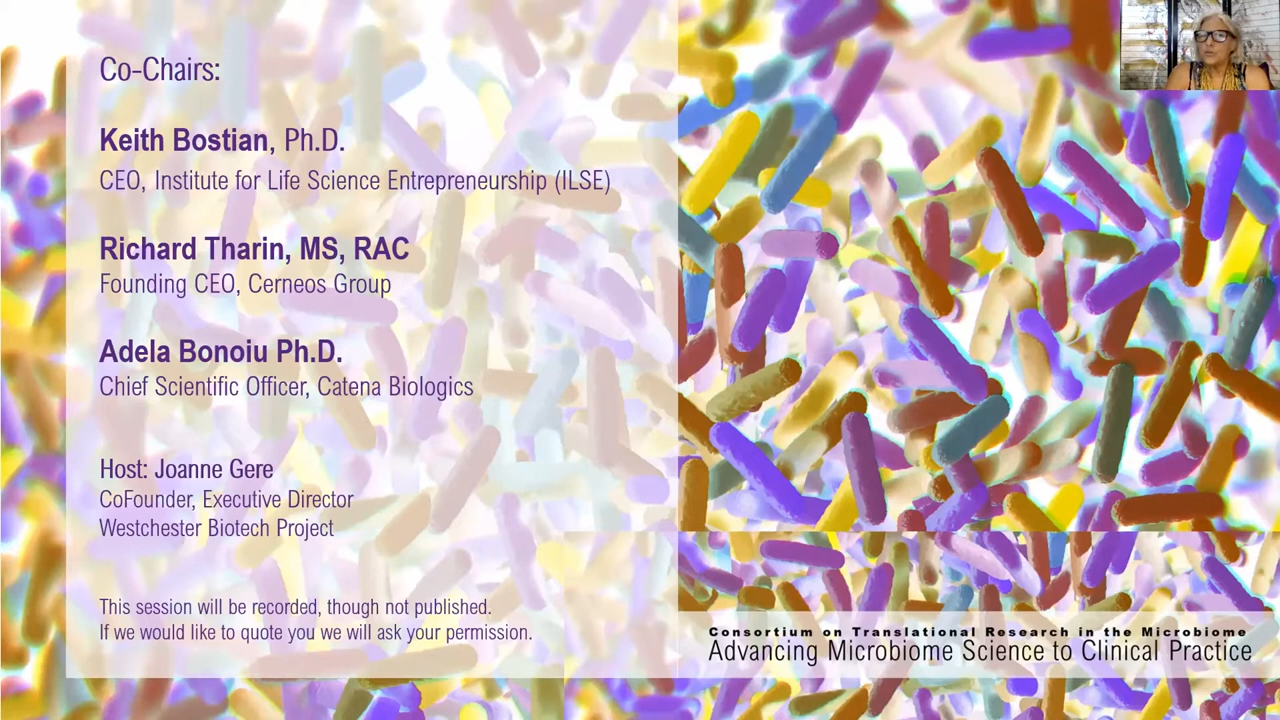 Co-Chairs:
Keith Bostian, Ph.D.
CEO, Institute for Life Science Entrepreneurship (ILSE)
Richard Tharin, MS, RAC
Founding CEO, Cerneos Group
Adela Bonoiu Ph.D.
Chief Scientific Officer, Catena Biologics
Host: Joanne Gere
CoFounder, Executive Director
Westchester Biotech Project
This session will be recorded, though not published.
If we would like to quote you we will ask your permission.
Consortium on Translational Research in the Microbiome
Advancing Microbiome Science to Clinical Practice